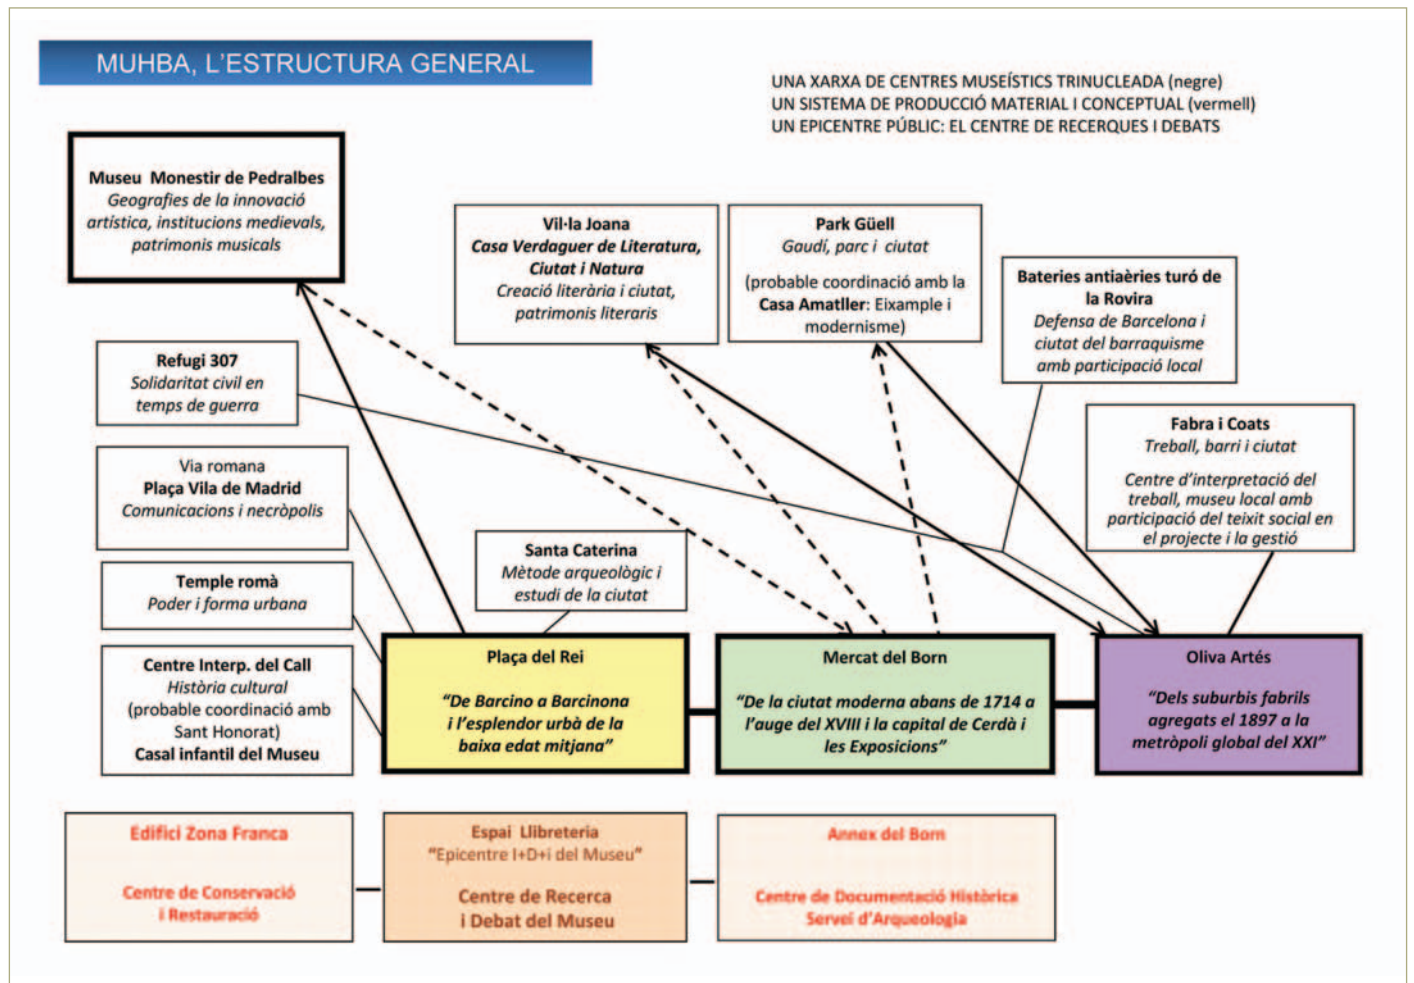 MUHBA, L'ESTRUCTURA GENERAL
UNA XARXA DE CENTRES MUSEÍSTICS TRINUCLEADA (negre)
UN SISTEMA DE PRODUCCIÓ MATERIAL I CONCEPTUAL (vermell)
UN EPICENTRE PÚBLIC: EL CENTRE DE RECERQUES I DEBATS
Museu Monestir de Pedralbes
Geografies de la innovació
artística, institucions medievals,
patrimonis musicals
Vil·la Joana
Casa Verdaguer de Literatura,
Ciutat i Natura
Creació literària i ciutat,
patrimonis literaris
Park Güell
Gaudí, parc i ciutat
(probable coordinació amb la
Casa Amatller: Eixample i
modernisme)
Bateries antiaèries turó de
la Rovira
Defensa de Barcelona i
ciutat del barraquisme
amb participació local
Refugi 307
Solidaritat civil en
temps de guerra
Fabra i Coats
Treball, barri i ciutat
Centre d'interpretació del
treball, museu local amb
participació del teixit social en
el projecte i la gestió
Via romana
Plaça Vila de Madrid
Comunicacions i necròpolis
Santa Caterina
Mètode arqueològic i
estudi de la ciutat
Temple romà
Poder i forma urbana
Centre Interp. del Call
Història cultural
(probable coordinació amb
Sant Honorat)
Casal infantil del Museu
Plaça del Rei
"De Barcino a Barcinona
i l'esplendor urbà de la
baixa edat mitjana"
Mercat del Born
"De la ciutat moderna abans de 1714 a
l'auge del XVIII i la capital de Cerdà i
les Exposicions"
Oliva Artés
"Dels suburbis fabrils
agregats el 1897 a la
metròpoli global del XXI"
Edifici Zona Franca
Centre de Conservació
i Restauració
Espai Llibreteria
"Epicentre I+D+i del Museu"
Centre de Recerca
i Debat del Museu
Annex del Born
Centre de Documentació Històrica
Servei d'Arqueologia